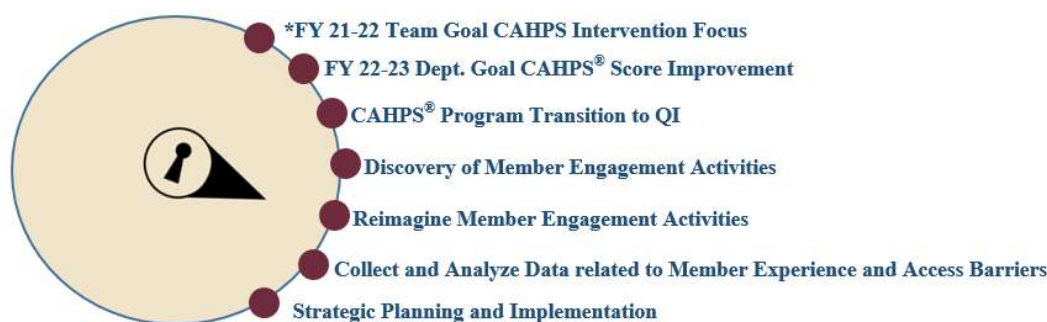 *FY 21-22 Team Goal CAHPS Intervention Focus
FY 22-23 Dept. Goal CAHPS® Score Improvement
CAHPS® Program Transition to QI
Discovery of Member Engagement Activities
Reimagine Member Engagement Activities
Collect and Analyze Data related to Member Experience and Access Barriers
Strategic Planning and Implementation